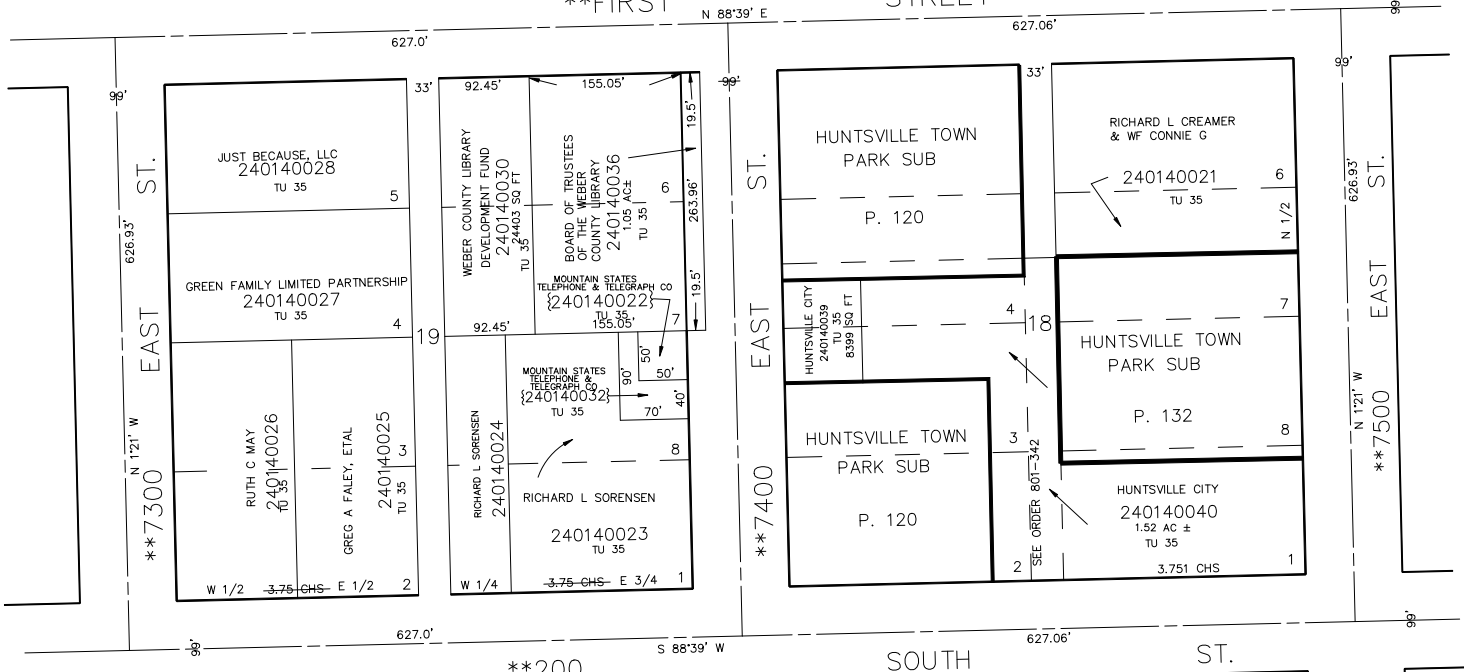 **FIRST STREET
N 88°39' E
627.0'
627.06'
99'
33'
92.45'
155.05'
99'
33'
99'
99'
JUST BECAUSE, LLC
240140028
TU 35
5
GREEN FAMILY LIMITED PARTNERSHIP
240140027
TU 35
4
19
RUTH C MAY
240140026
TU 35
GREG A FALEY, ETAL
240140025
TU 35
3
W 1/2
3.75 CHS
E 1/2
2
WEBER COUNTY LIBRARY
DEVELOPMENT FUND
240140030
24403 SQ FT
TU 35
BOARD OF TRUSTEES
OF THE WEBER
COUNTY LIBRARY
240140036
1.05 AC±
TU 35
6
19.5'
263.96'
19.5'
MOUNTAIN STATES
TELEPHONE & TELEGRAPH CO
{240140022}
TU 35
7
92.45'
155.05'
50'
50'
90'
40'
70'
MOUNTAIN STATES
TELEPHONE &
TELEGRAPH CO
{240140032}
TU 35
RICHARD L SORENSEN
240140024
8
RICHARD L SORENSEN
240140023
TU 35
W 1/4
3.75 CHS
E 3/4
1
HUNTSVILLE TOWN
PARK SUB
P. 120
HUNTSVILLE CITY
240140039
TU 35
8399 SQ FT
4
18
HUNTSVILLE TOWN
PARK SUB
P. 120
3
SEE ORDER 801-342
2
RICHARD L CREAMER
& WF CONNIE G
240140021
TU 35
6
N 1/2
7
HUNTSVILLE TOWN
PARK SUB
P. 132
8
HUNTSVILLE CITY
240140040
1.52 AC ±
TU 35
3.751 CHS
1
626.93'
N 1°21' W
**7300 EAST ST.
**7400 EAST ST.
626.93'
N 1°21' W
**7500 EAST ST.
99'
627.0'
S 88°39' W
627.06'
99'
**200 SOUTH ST.